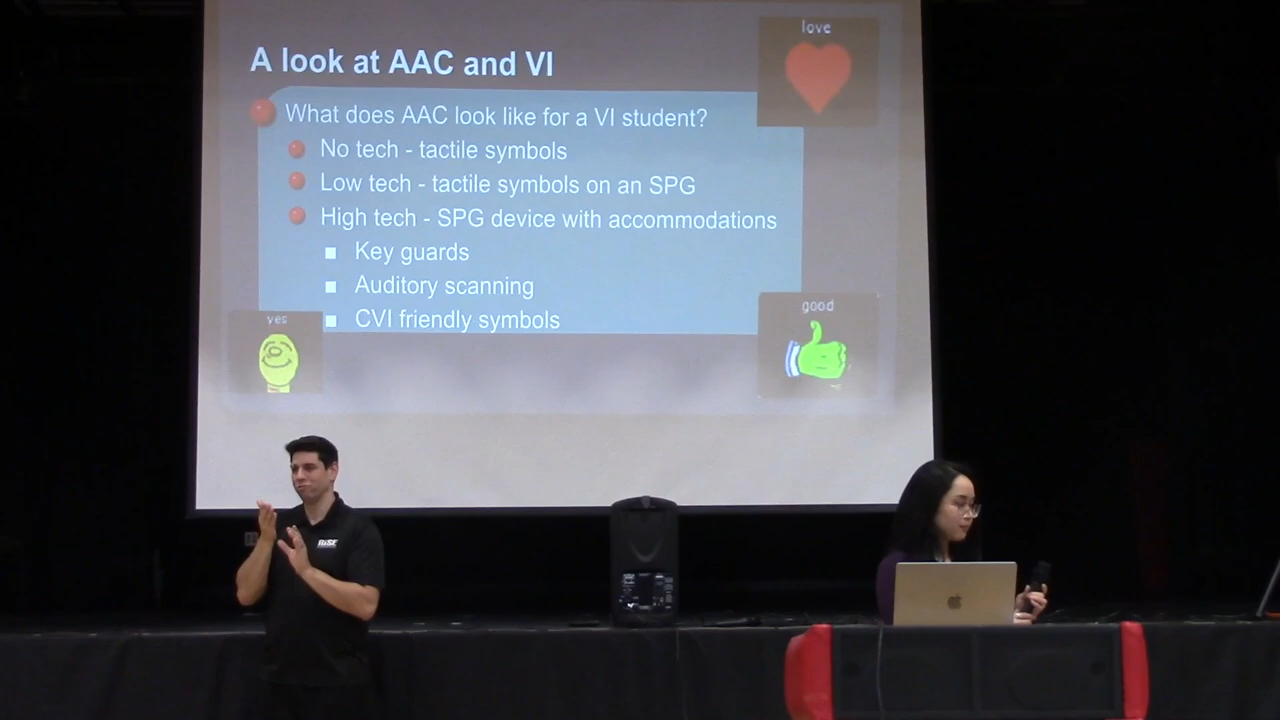 love
A look at AAC and VI
What does AAC look like for a VI student?
No tech - tactile symbols
Low tech - tactile symbols on an SPG
High tech - SPG device with accommodations
Key guards
Auditory scanning
CVI friendly symbols
yes
good
RISE